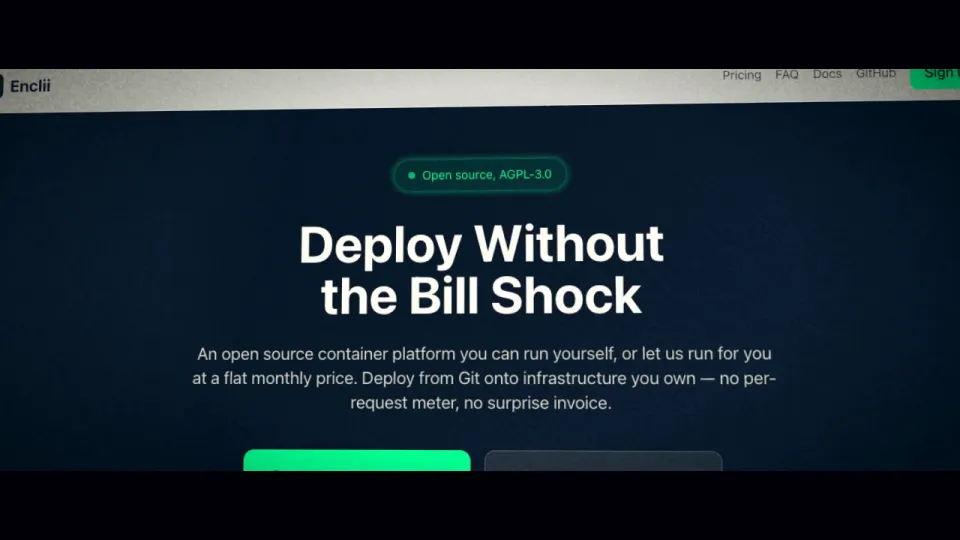 Enclii
Pricing FAQ Docs GitHub Sign
Open source, AGPL-3.0
Deploy Without
the Bill Shock
An open source container platform you can run yourself, or let us run for you
at a flat monthly price. Deploy from Git onto infrastructure you own — no per-
request meter, no surprise invoice.